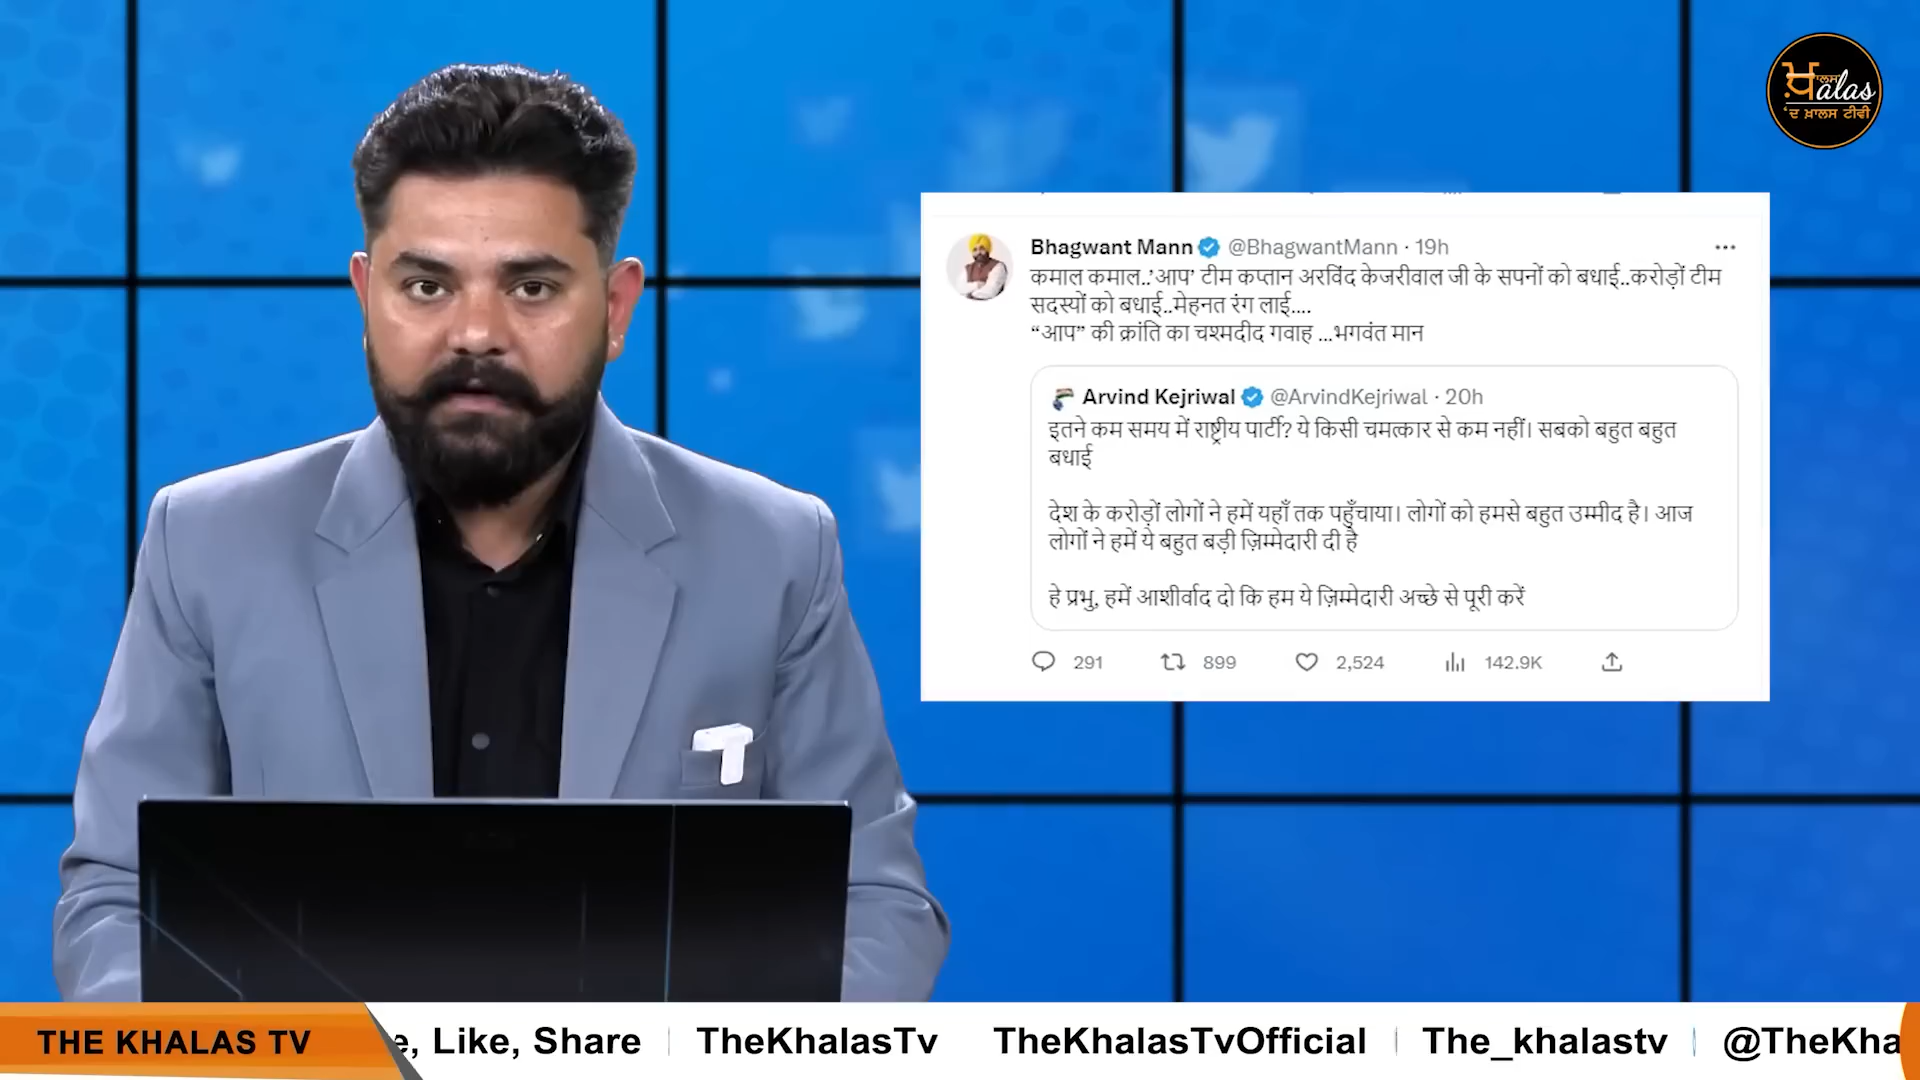 ਖ਼ਾਲਸ
alas
'ਦ ਖ਼ਾਲਸ ਟੀਵੀ
Bhagwant Mann @BhagwantMann · 19h
कमाल कमाल..’आप’ टीम कप्तान अरविंद केजरीवाल जी के सपनों को बधाई..करोड़ों टीम
सदस्यों को बधाई..मेहनत रंग लाई....
“आप” की क्रांति का चश्मदीद गवाह ...भगवंत मान
Arvind Kejriwal @ArvindKejriwal · 20h
इतने कम समय में राष्ट्रीय पार्टी? ये किसी चमत्कार से कम नहीं। सबको बहुत बहुत
बधाई
देश के करोड़ों लोगों ने हमें यहाँ तक पहुँचाया। लोगों को हमसे बहुत उम्मीद है। आज
लोगों ने हमें ये बहुत बड़ी ज़िम्मेदारी दी है
हे प्रभु, हमें आशीर्वाद दो कि हम ये ज़िम्मेदारी अच्छे से पूरी करें
291 899 2,524 142.9K
THE KHALAS TV e, Like, Share TheKhalasTv TheKhalasTvOfficial The_khalastv @TheKha